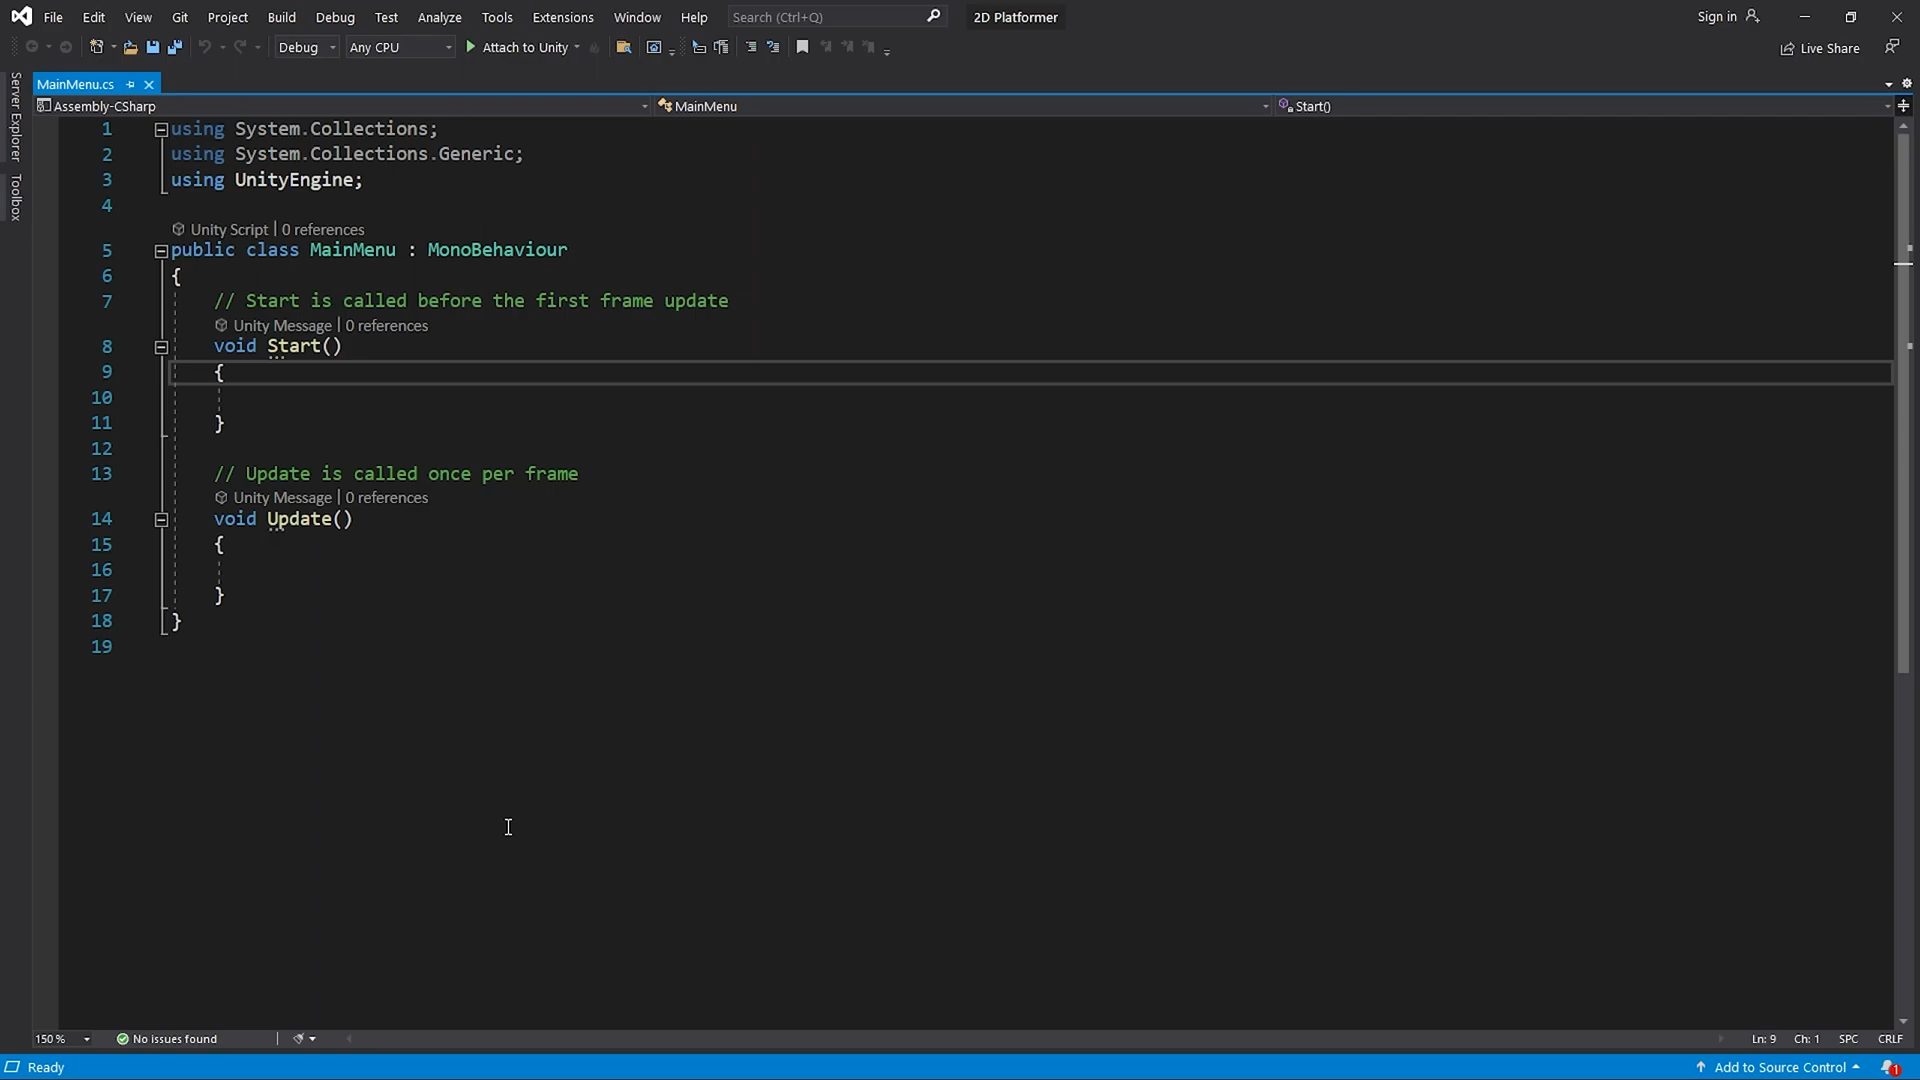 File Edit View Git Project Build Debug Test Analyze Tools Extensions Window Help Search (Ctrl+Q) 2D Platformer Sign in
Debug Any CPU Attach to Unity Live Share
Server Explorer
Toolbox
MainMenu.cs
Assembly-CSharp MainMenu Start()
1 using System.Collections;
2 using System.Collections.Generic;
3 using UnityEngine;
4
Unity Script | 0 references
5 public class MainMenu : MonoBehaviour
6 {
7 // Start is called before the first frame update
Unity Message | 0 references
8 void Start()
9 {
10
11 }
12
13 // Update is called once per frame
Unity Message | 0 references
14 void Update()
15 {
16
17 }
18 }
19
150 % No issues found Ln: 9 Ch: 1 SPC CRLF
Ready Add to Source Control 1